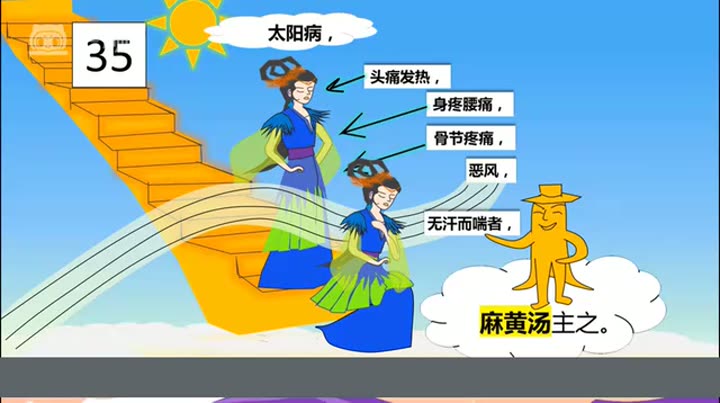 35
太阳病，
头痛发热，
身疼腰痛，
骨节疼痛，
恶风，
无汗而喘者，
麻黄汤主之。